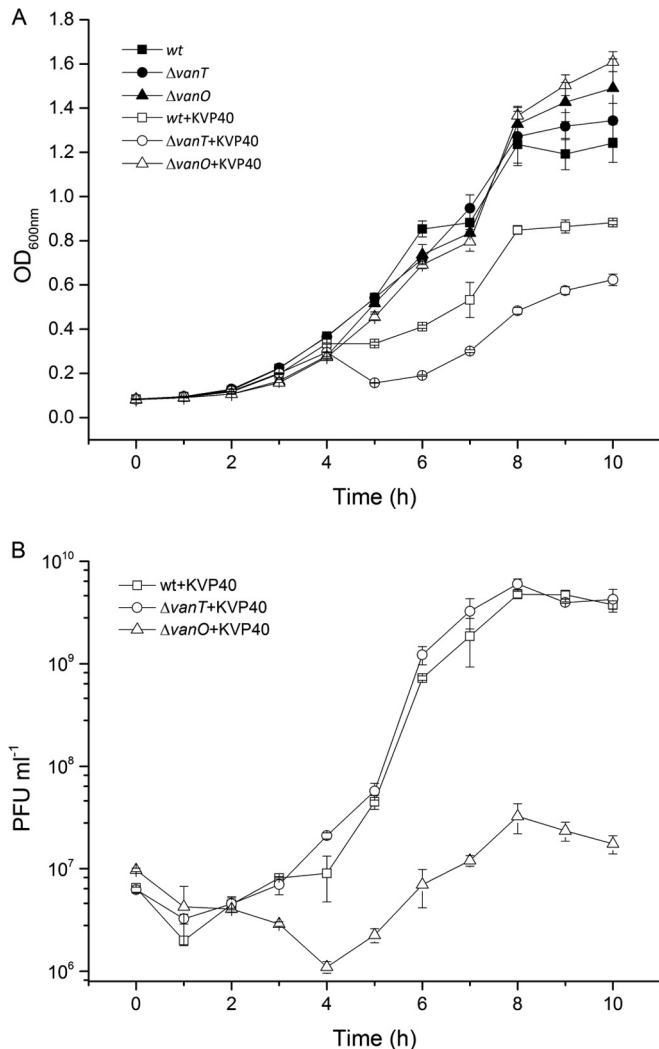 A
1.8
1.6
1.4
1.2
1.0
0.8
0.6
0.4
0.2
0.0
OD600nm
wt
ΔvanT
ΔvanO
wt+KVP40
ΔvanT+KVP40
ΔvanO+KVP40
0 2 4 6 8 10
Time (h)
B
10^10
10^9
10^8
10^7
10^6
PFU ml^-1
wt+KVP40
ΔvanT+KVP40
ΔvanO+KVP40
0 2 4 6 8 10
Time (h)